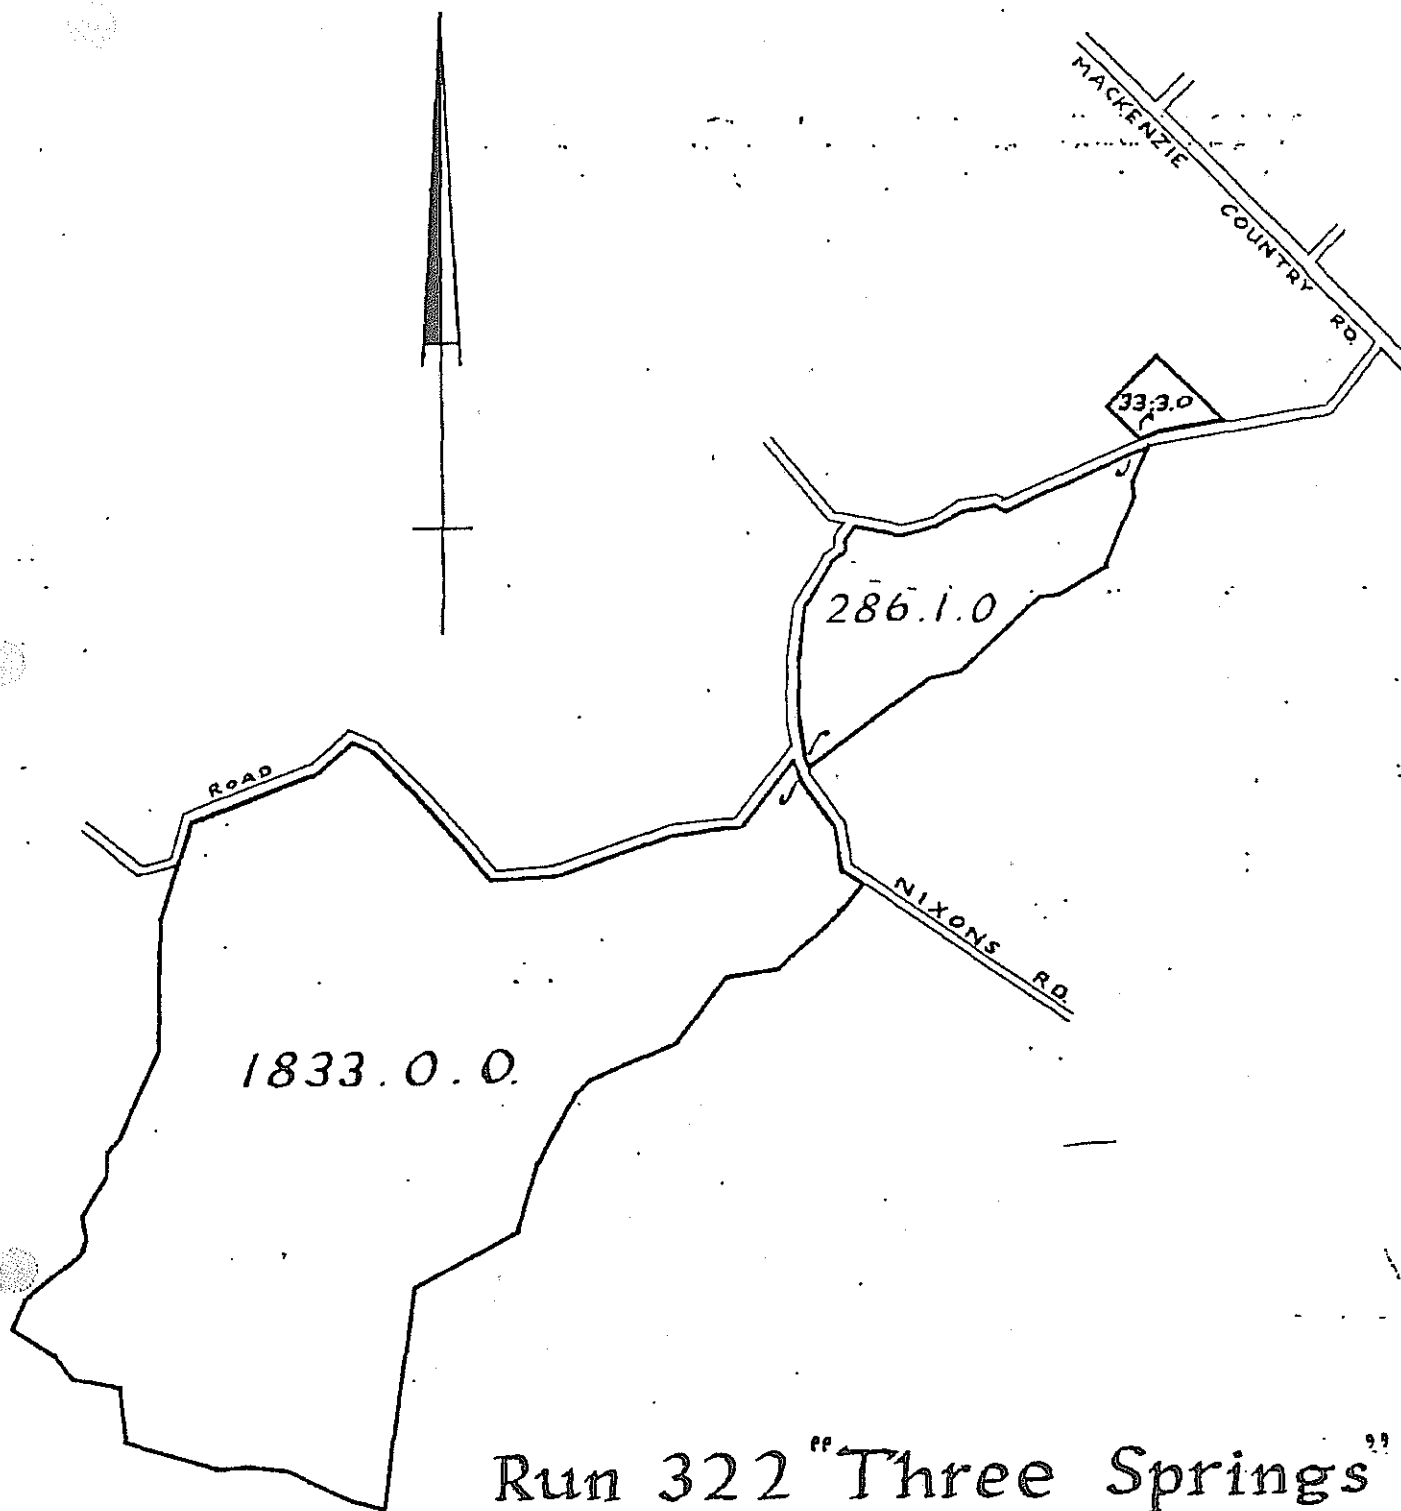 MACKENZIE COUNTRY RD.
33.3.0
286.1.0
ROAD
NIXONS RD.
1833.0.0.
Run 322 "Three Springs"